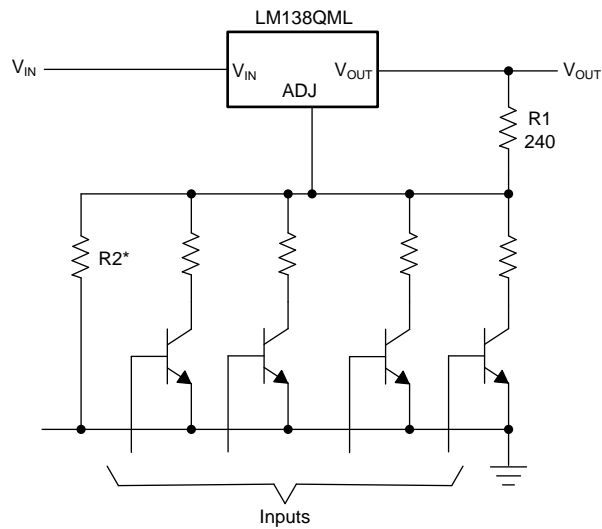 LM138QML
VIN
VIN
VOUT
ADJ
VOUT
R1
240
R2*
Inputs